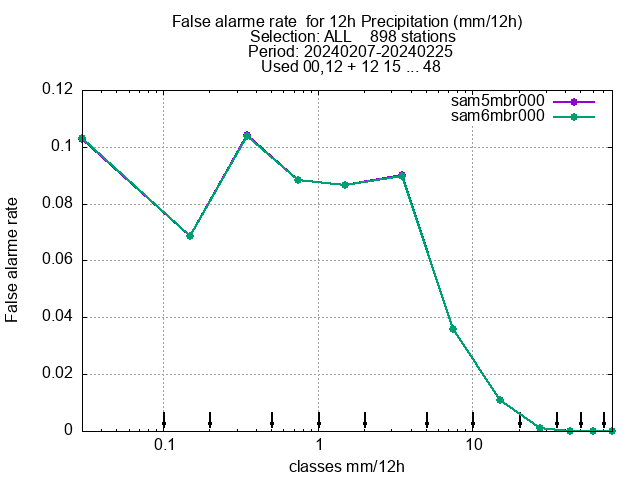 False alarme rate  for 12h Precipitation (mm/12h)
Selection: ALL    898 stations
Period: 20240207-20240225
Used 00,12 + 12 15 ... 48
sam5mbr000
sam6mbr000
0.12
0.1
0.08
0.06
0.04
0.02
0
False alarme rate
0.1
1
10
classes mm/12h